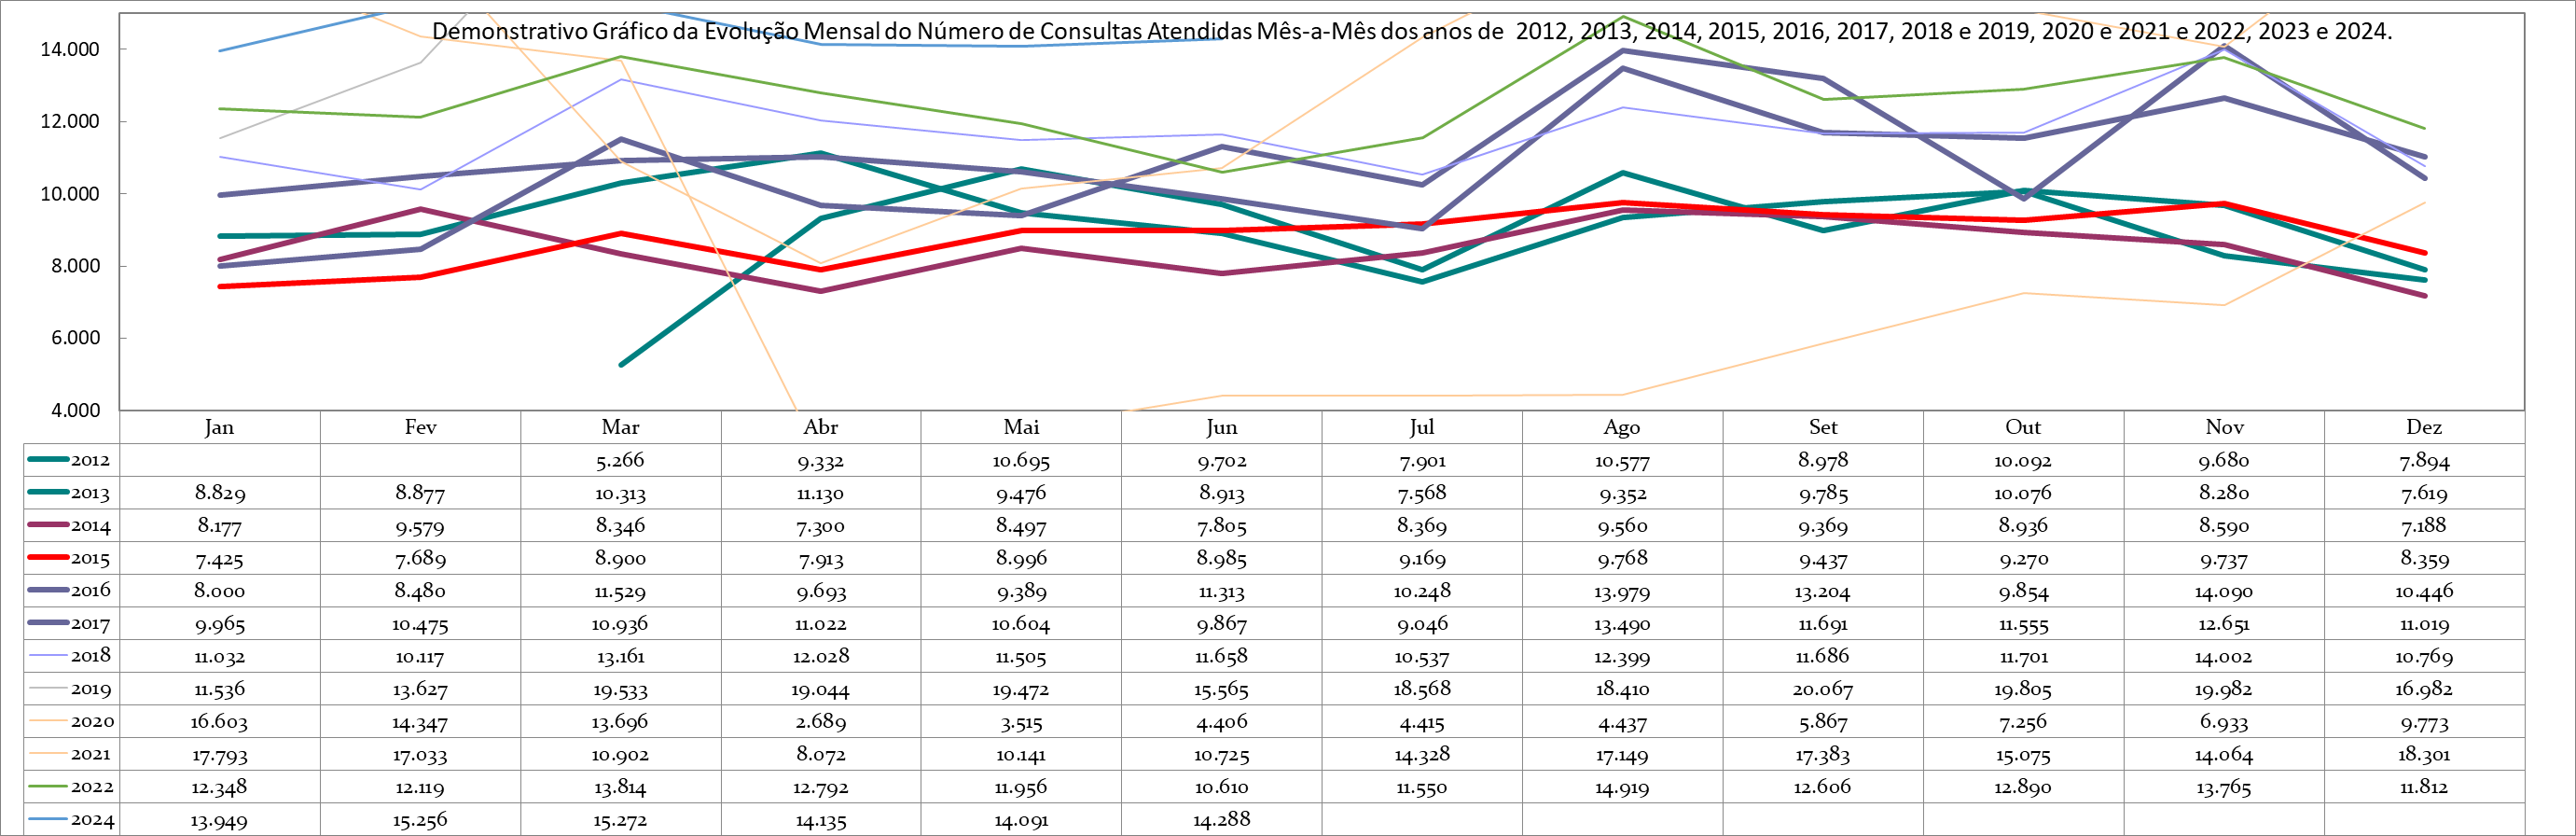 Demonstrativo Gráfico da Evolução Mensal do Número de Consultas Atendidas Mês-a-Mês dos anos de 2012, 2013, 2014, 2015, 2016, 2017, 2018 e 2019, 2020 e 2021 e 2022, 2023 e 2024.
14.000
12.000
10.000
8.000
6.000
4.000
Jan Fev Mar Abr Mai Jun Jul Ago Set Out Nov Dez
2012 5.266 9.332 10.695 9.702 7.901 10.577 8.978 10.092 9.680 7.894
2013 8.829 8.877 10.313 11.130 9.476 8.913 7.568 9.352 9.785 10.076 8.280 7.619
2014 8.177 9.579 8.346 7.300 8.497 7.805 8.369 9.560 9.369 8.936 8.590 7.188
2015 7.425 7.689 8.900 7.913 8.996 8.985 9.169 9.768 9.437 9.270 9.737 8.359
2016 8.000 8.480 11.529 9.693 9.389 11.313 10.248 13.979 13.204 9.854 14.090 10.446
2017 9.965 10.475 10.936 11.022 10.604 9.867 9.046 13.490 11.691 11.555 12.651 11.019
2018 11.032 10.117 13.161 12.028 11.505 11.658 10.537 12.399 11.686 11.701 14.002 10.769
2019 11.536 13.627 19.533 19.044 19.472 15.565 18.568 18.410 20.067 19.805 19.982 16.982
2020 16.603 14.347 13.696 2.689 3.515 4.406 4.415 4.437 5.867 7.256 6.933 9.773
2021 17.793 17.033 10.902 8.072 10.141 10.725 14.328 17.149 17.383 15.075 14.064 18.301
2022 12.348 12.119 13.814 12.792 11.956 10.610 11.550 14.919 12.606 12.890 13.765 11.812
2024 13.949 15.256 15.272 14.135 14.091 14.288